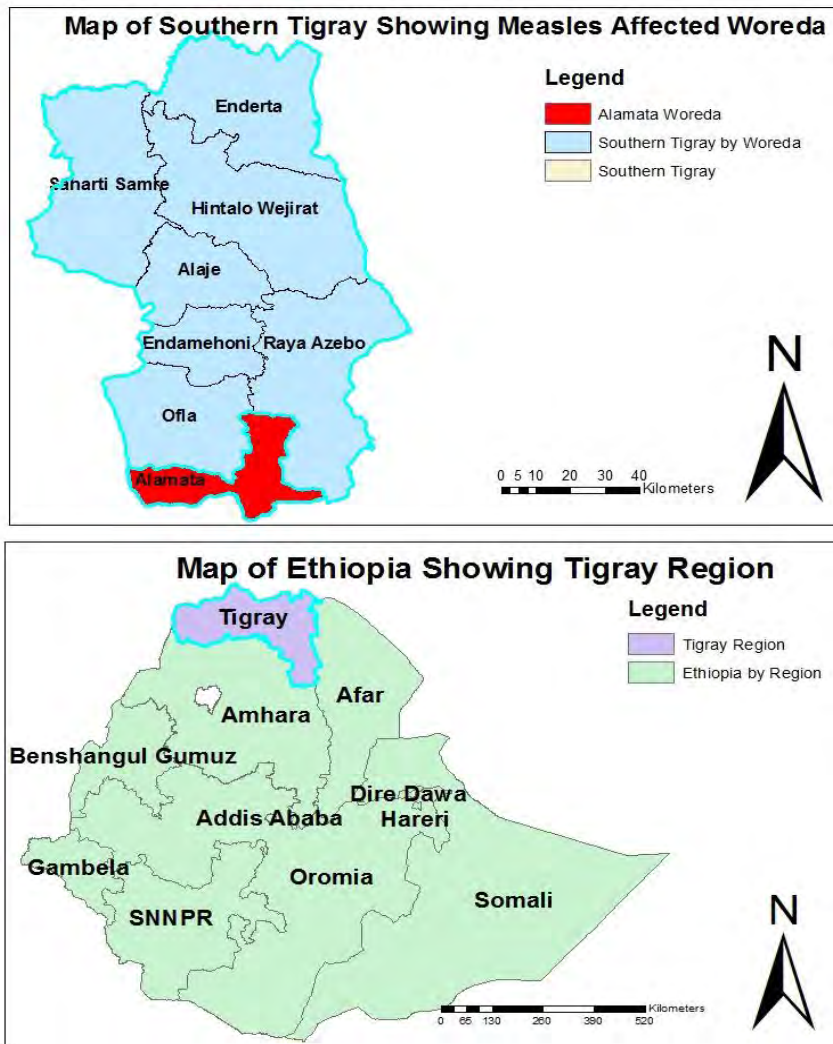 Map of Southern Tigray Showing Measles Affected Woreda
Legend
Alamata Woreda
Southern Tigray by Woreda
Southern Tigray
Enderta
Sanarti Samre
Hintalo Wejirat
Alaje
Endamehoni
Raya Azebo
Ofla
Alamata
N
0 5 10 20 30 40
Kilometers
Map of Ethiopia Showing Tigray Region
Legend
Tigray Region
Ethiopia by Region
Tigray
Afar
Amhara
Benshangul Gumuz
Dire Dawa
Addis Ababa
Hareri
Gambela
Oromia
Somali
SNNPR
N
Kilometers
0 65 130 260 390 520